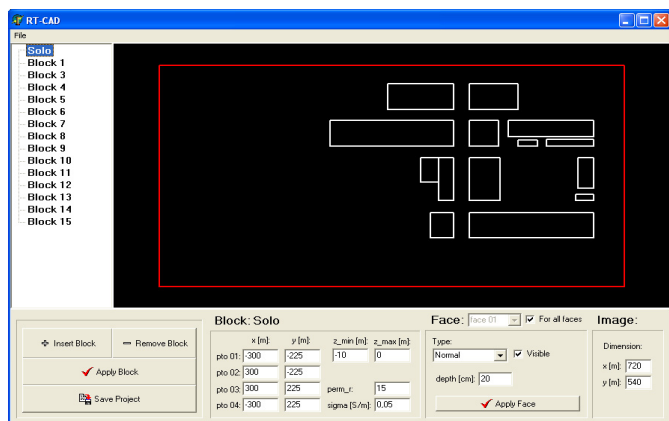 RT-CAD
File
Solo
Block 1
Block 3
Block 4
Block 5
Block 6
Block 7
Block 8
Block 9
Block 10
Block 11
Block 12
Block 13
Block 14
Block 15
Insert Block
Remove Block
Apply Block
Save Project
Block: Solo
x [m]: y [m]: z_min [m]: z_max [m]:
pto 01: -300 -225 -10 0
pto 02: 300 -225
pto 03: 300 225 perm_r: 15
pto 04: -300 225 sigma [S/m]: 0,05
Face: face 01 For all faces
Type:
Normal Visible
depth [cm]: 20
Apply Face
Image:
Dimension:
x [m]: 720
y [m]: 540